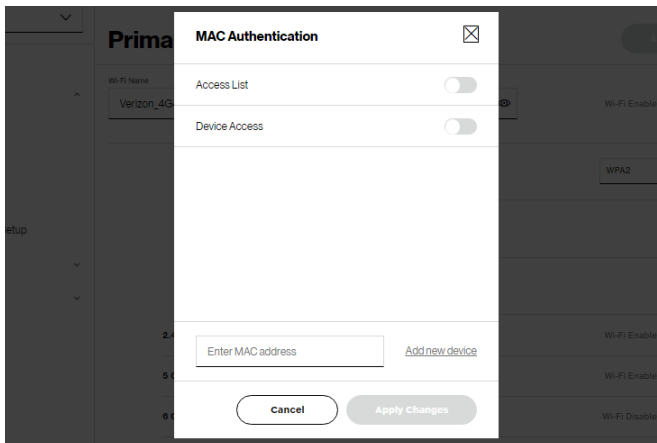 Prima
MAC Authentication
Wi-Fi Name
Access List
Verizon_4G
Wi-Fi Enable
Device Access
WPA2
etup
2.4
Wi-Fi Enable
Enter MAC address
Add new device
5 G
Wi-Fi Enable
Cancel
Apply Changes
6 G
Wi-Fi Disable